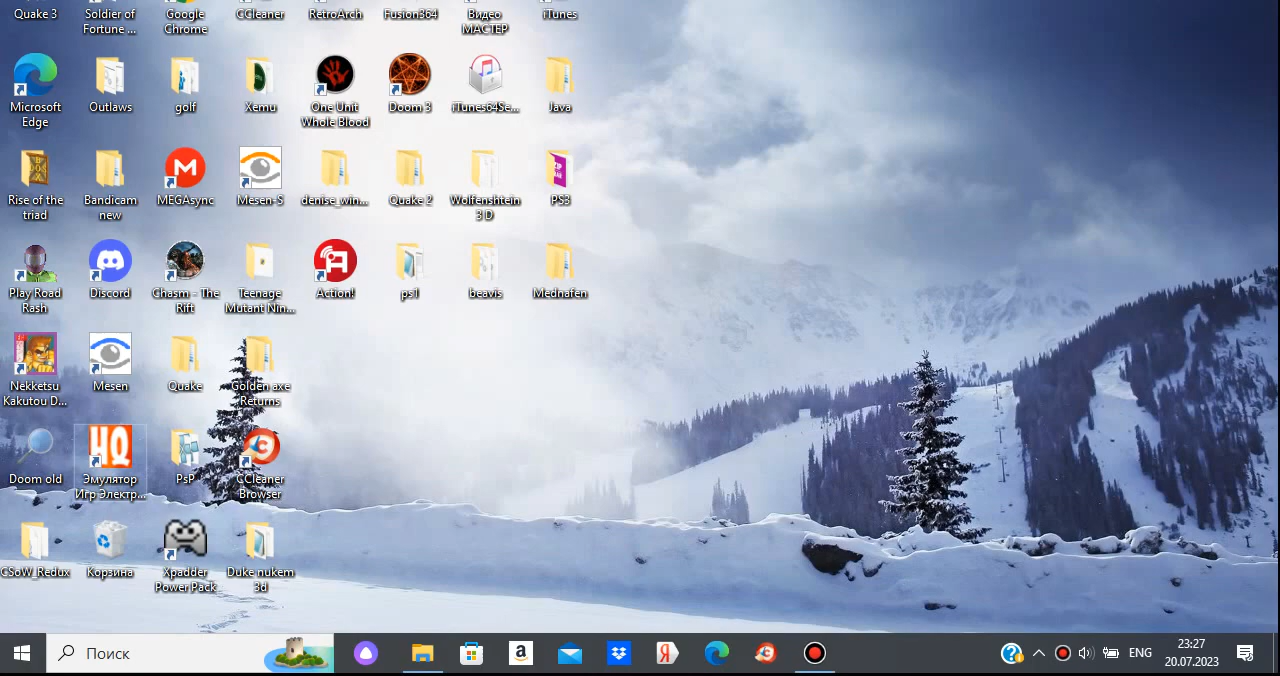 Quake 3
Soldier of
Fortune ...
Google
Chrome
CCleaner
RetroArch
Fusion364
Видео
МАСТЕР
iTunes
Microsoft
Edge
Outlaws
golf
Xemu
One Unit
Whole Blood
Doom 3
iTunes64Se...
Java
Rise of the
triad
Bandicam
new
MEGAsync
Mesen-S
denise_win...
Quake 2
Wolfenshtein
3 D
PS3
Play Road
Rash
Discord
Chasm - The
Rift
Teenage
Mutant Nin...
Action!
ps1
beavis
Mednafen
Nekketsu
Kakutou D...
Mesen
Quake
Golden axe
Returns
Doom old
Эмулятор
Игр Электр...
PsP
CCleaner
Browser
CSoW_Redux
Корзина
Xpadder
Power Pack
Duke nukem
3d
Поиск
ENG
23:27
20.07.2023